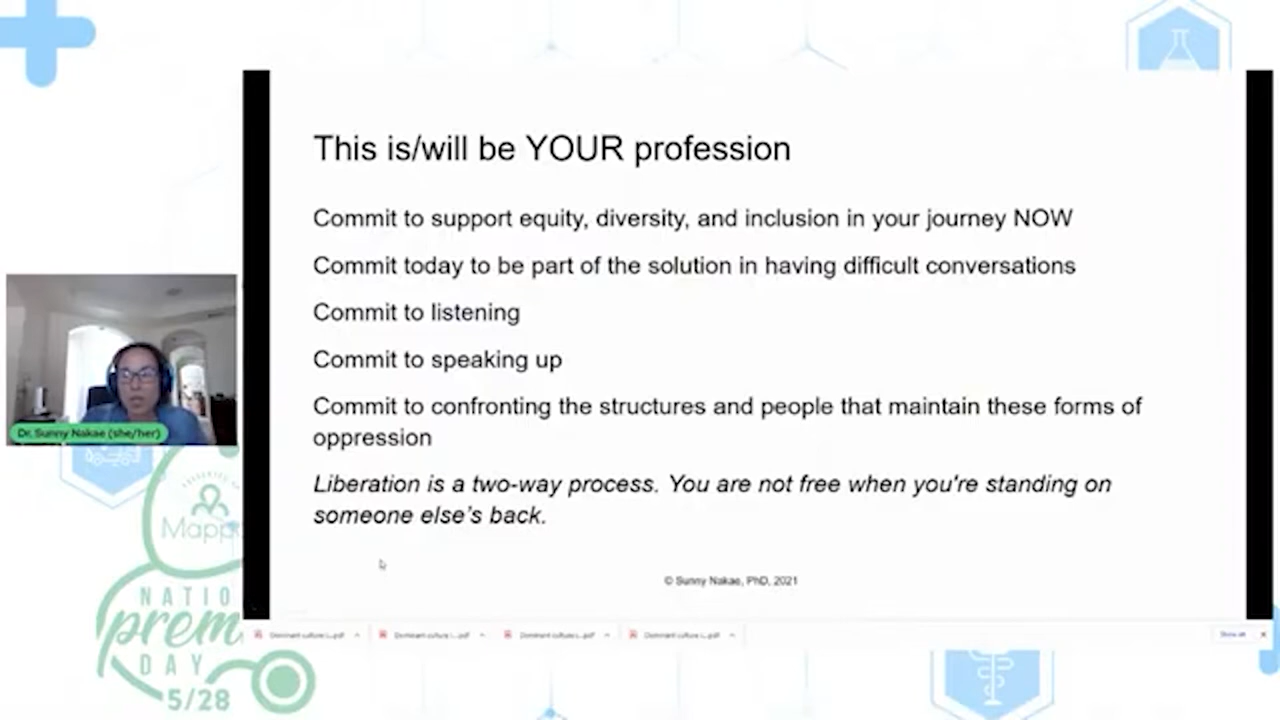 This is/will be YOUR profession
Commit to support equity, diversity, and inclusion in your journey NOW
Commit today to be part of the solution in having difficult conversations
Commit to listening
Commit to speaking up
Commit to confronting the structures and people that maintain these forms of
oppression
Liberation is a two-way process. You are not free when you're standing on
someone else's back.
© Sunny Nakae, PhD, 2021
Dr. Sunny Nakae (she/her)
Mapp
NATIO
prem
DAY
5/28
Dominant culture i....pdf
Dominant culture i....pdf
Dominant culture i....pdf
Dominant culture i....pdf
Show all